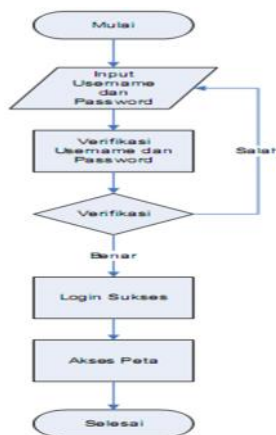 Mulai
Input
Username
dan
Password
Verifikasi
Username dan
Password
Salah
Verifikasi
Benar
Login Sukses
Akses Peta
Selesai